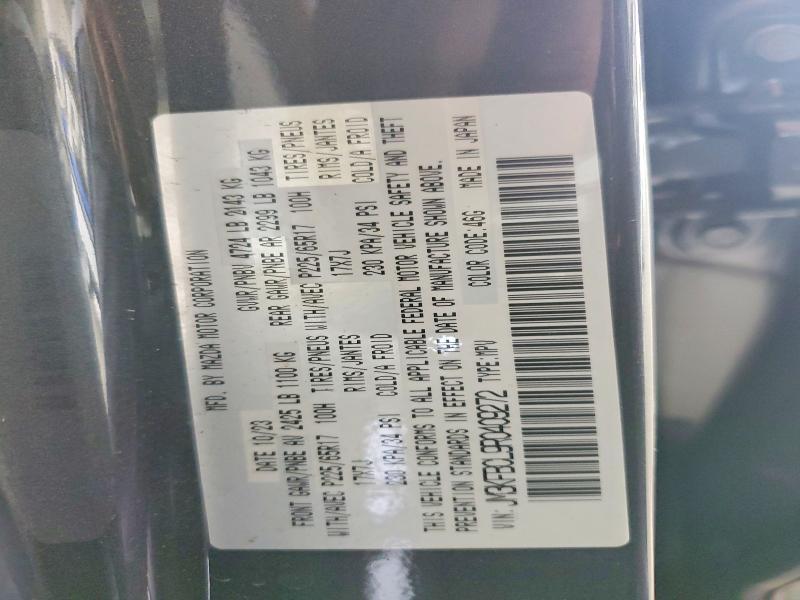 MFD. BY MAZDA MOTOR CORPORATION
DATE 10/23 GVWR/PNBV 4724 LB 2143 KG
FRONT GAWR/PNBE AV 2425 LB 1100 KG REAR GAWR/PNBE AR 2299 LB 1043 KG
WITH/AVEC P225/65R17 100H TIRES/PNEUS WITH/AVEC P225/65R17 100H TIRES/PNEUS
17X7J RIMS/JANTES 17X7J RIMS/JANTES
230 KPA/34 PSI COLD/A FROID 230 KPA/34 PSI COLD/A FROID
THIS VEHICLE CONFORMS TO ALL APPLICABLE FEDERAL MOTOR VEHICLE SAFETY AND THEFT
PREVENTION STANDARDS IN EFFECT ON THE DATE OF MANUFACTURE SHOWN ABOVE.
COLOR CODE:46G MADE IN JAPAN
VIN: JM3KFBCL9R0409272 TYPE:MPV